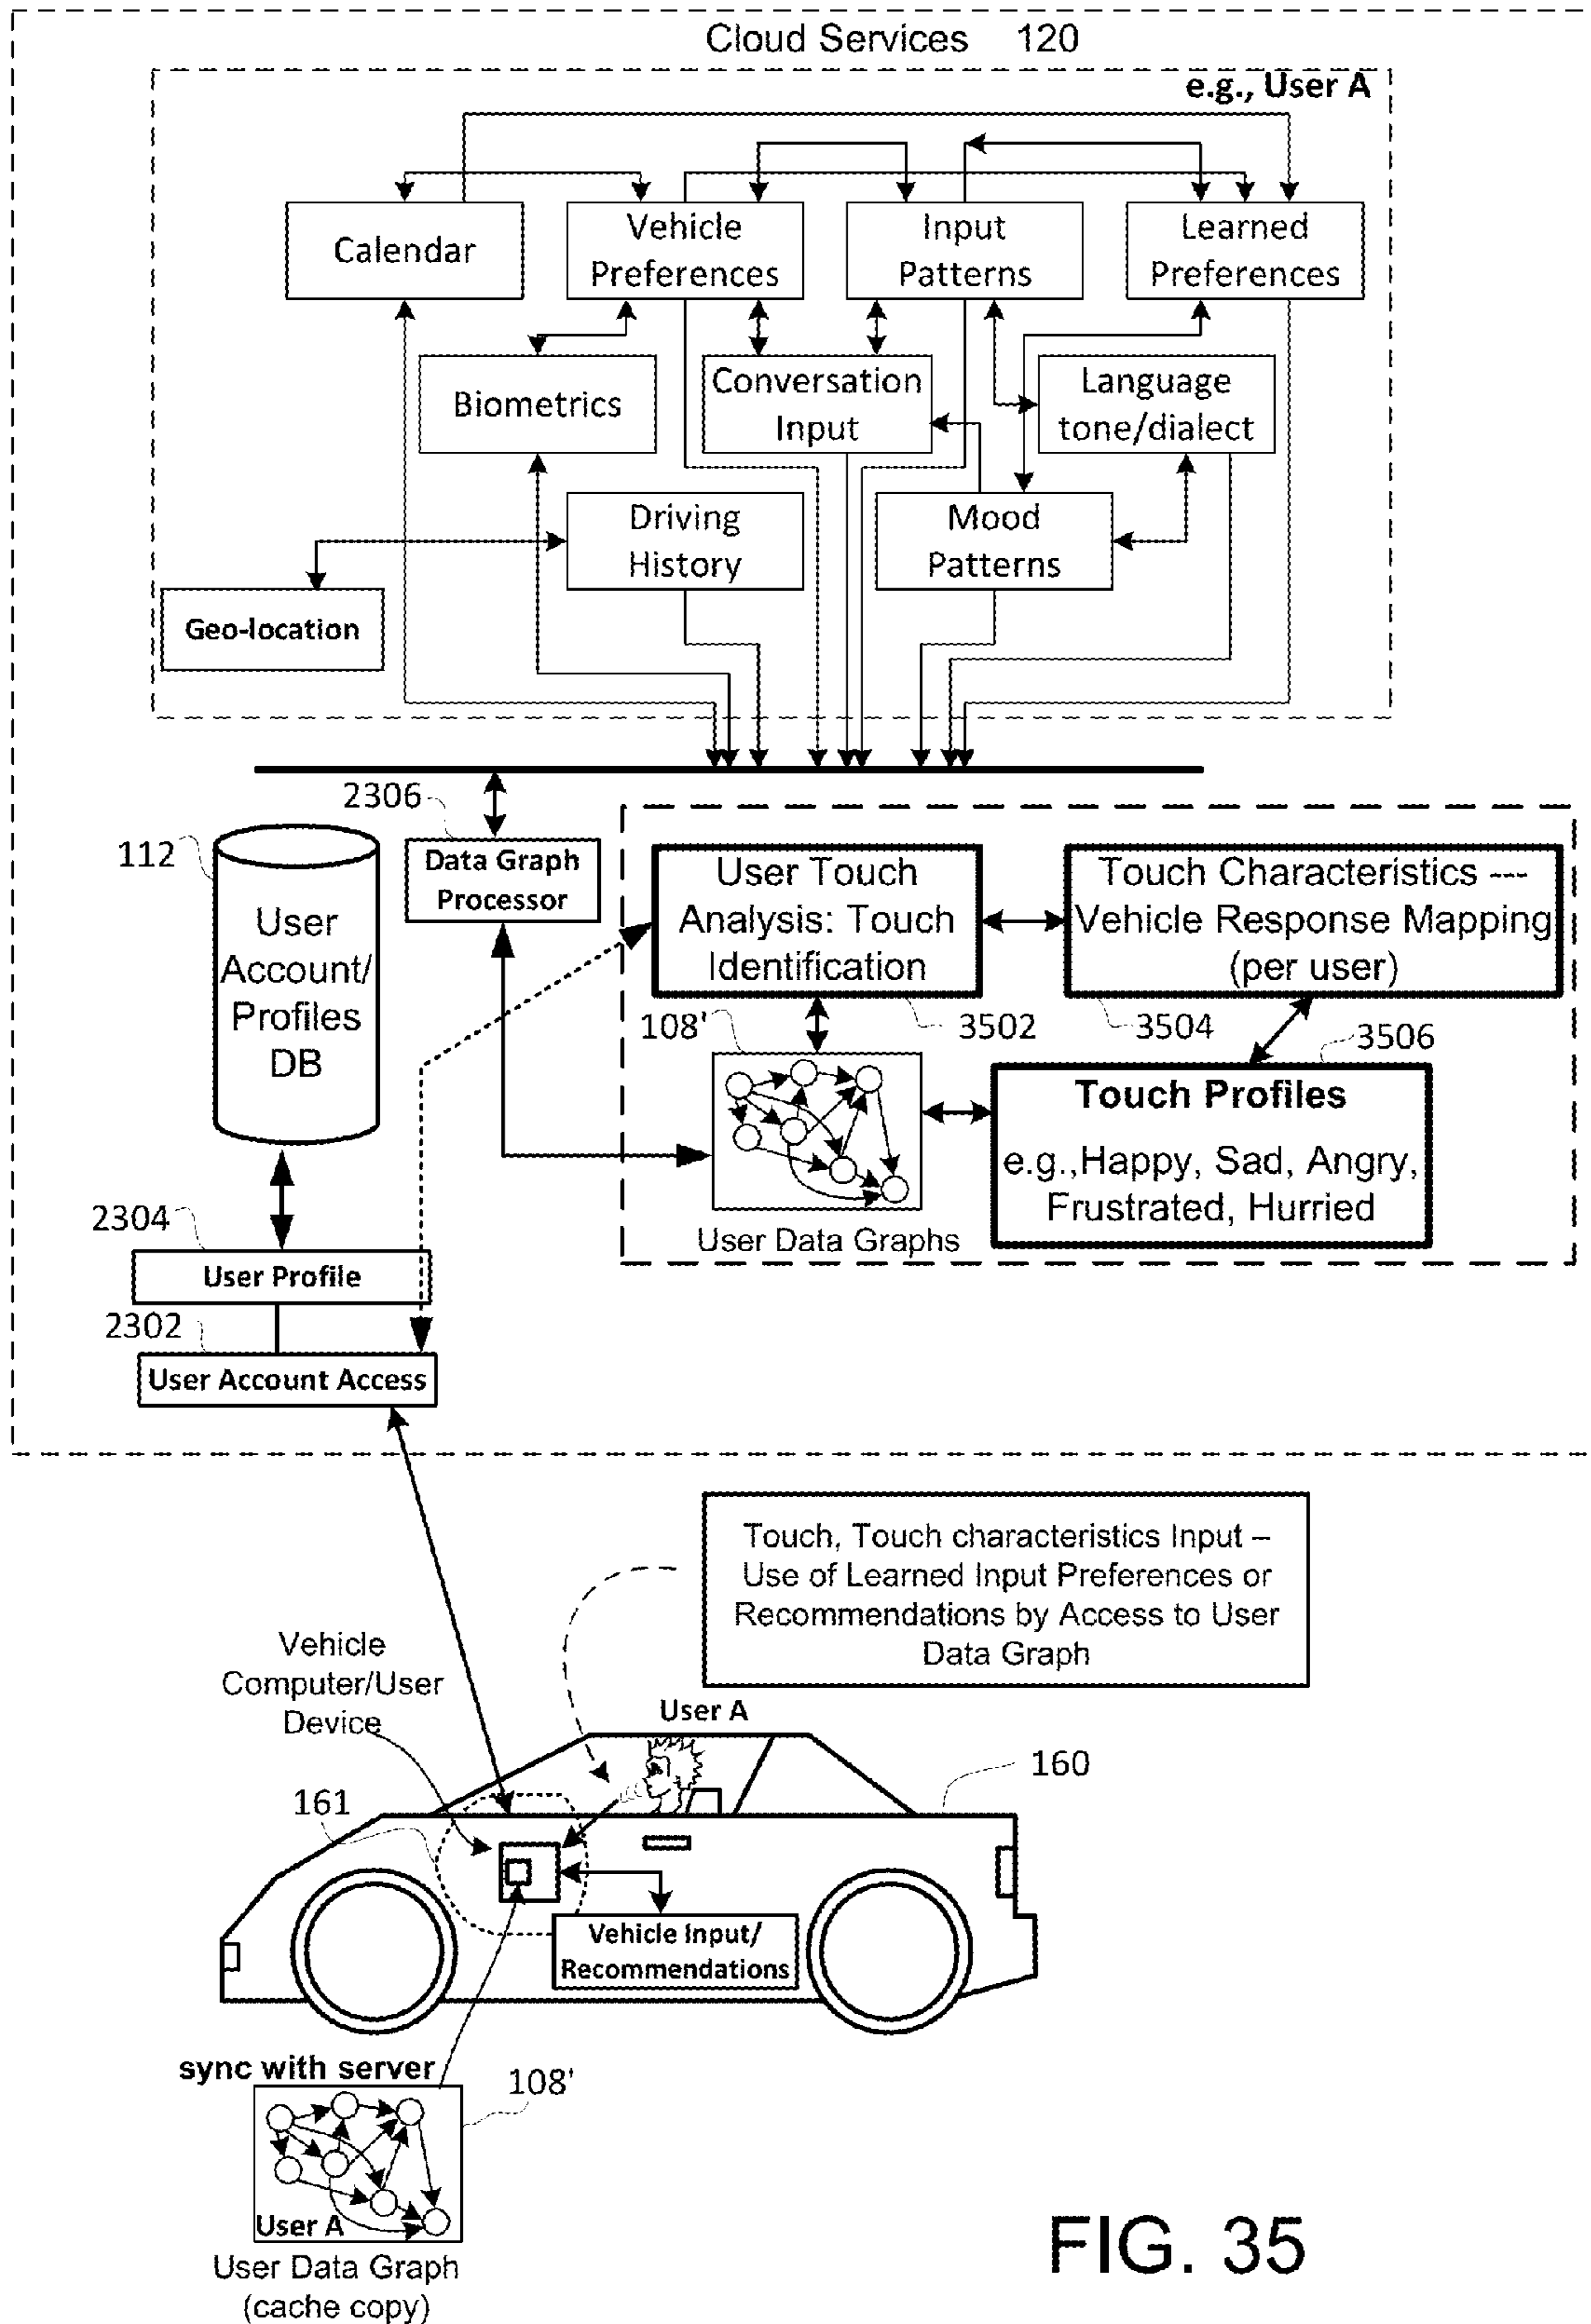 Cloud Services 120
e.g., User A
Calendar
Vehicle
Preferences
Input
Patterns
Learned
Preferences
Biometrics
Conversation
Input
Language
tone/dialect
Driving
History
Mood
Patterns
Geo-location
2306
112
User
Account/
Profiles
DB
Data Graph
Processor
User Touch
Analysis: Touch
Identification
Touch Characteristics ---
Vehicle Response Mapping
(per user)
108'
3502
3504
3506
Touch Profiles
e.g.,Happy, Sad, Angry,
Frustrated, Hurried
User Data Graphs
2304
User Profile
2302
User Account Access
Touch, Touch characteristics Input –
Use of Learned Input Preferences or
Recommendations by Access to User
Data Graph
Vehicle
Computer/User
Device
User A
160
161
Vehicle Input/
Recommendations
sync with server
108'
User A
User Data Graph
(cache copy)
FIG. 35